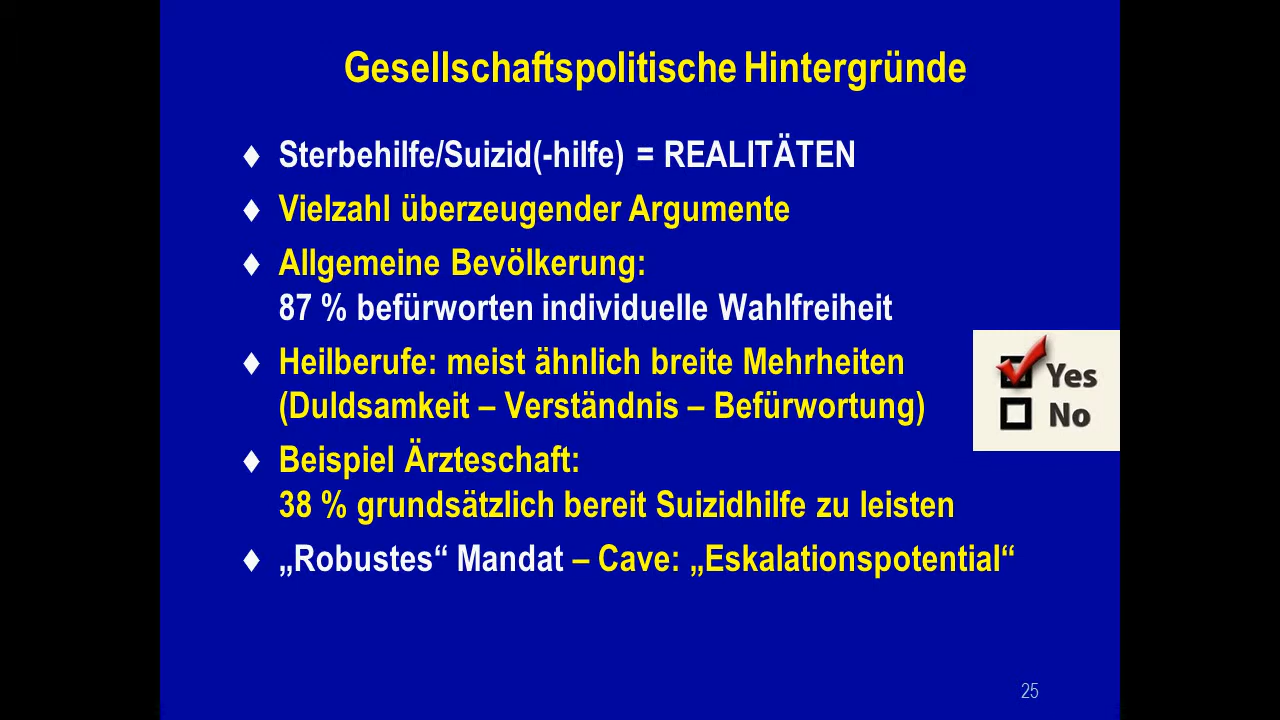 Gesellschaftspolitische Hintergründe
♦ Sterbehilfe/Suizid(-hilfe) = REALITÄTEN
♦ Vielzahl überzeugender Argumente
♦ Allgemeine Bevölkerung:
87 % befürworten individuelle Wahlfreiheit
♦ Heilberufe: meist ähnlich breite Mehrheiten
(Duldsamkeit – Verständnis – Befürwortung)
Yes
No
♦ Beispiel Ärzteschaft:
38 % grundsätzlich bereit Suizidhilfe zu leisten
♦ „Robustes“ Mandat – Cave: „Eskalationspotential“
25